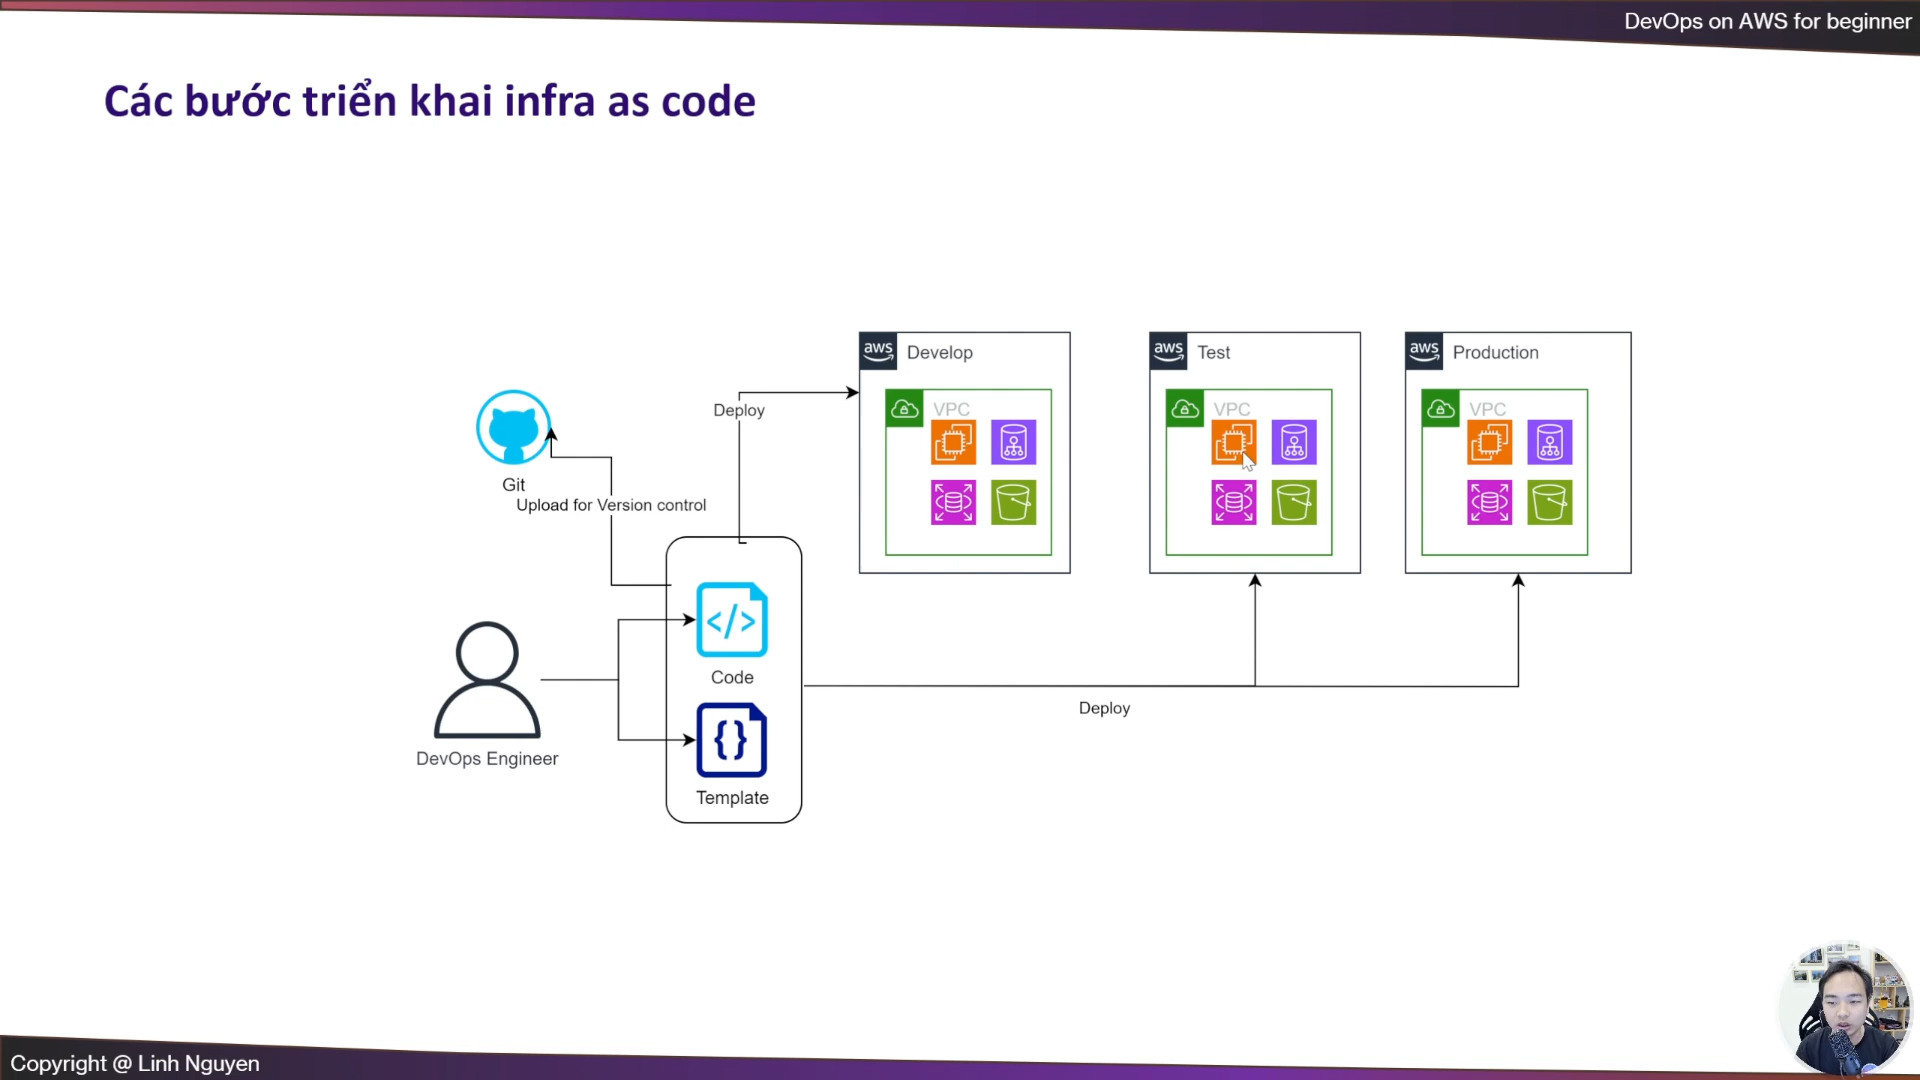 DevOps on AWS for beginner
Các bước triển khai infra as code
aws Develop
aws Test
aws Production
VPC
VPC
VPC
Deploy
Git
Upload for Version control
</>
Code
DevOps Engineer
Deploy
{}
Template
Copyright @ Linh Nguyen